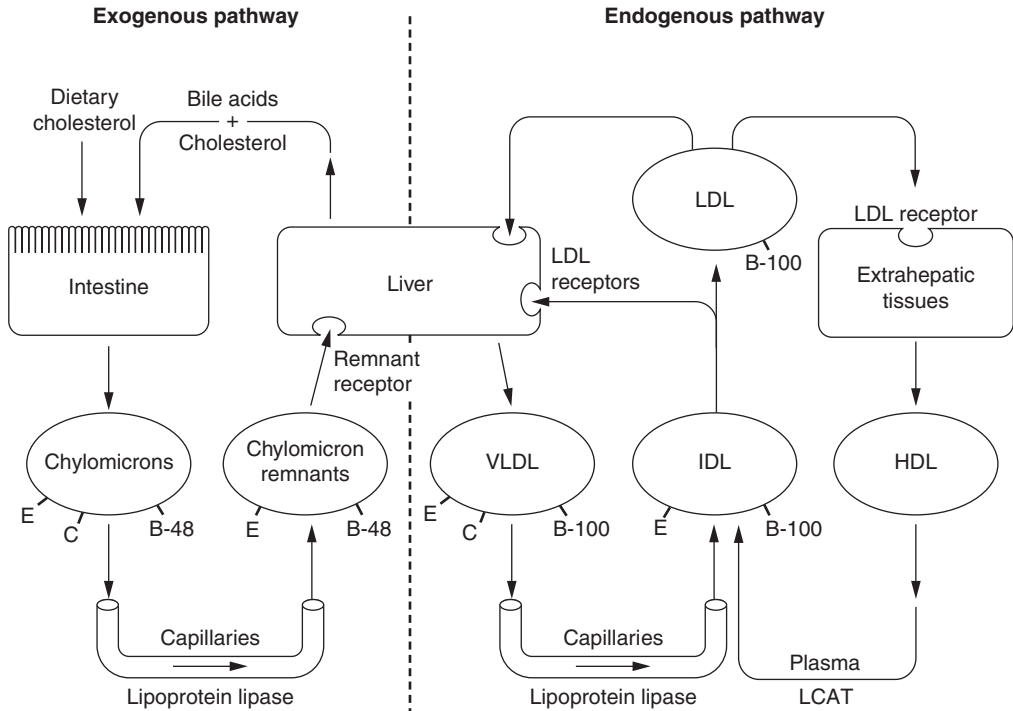 Exogenous pathway
Endogenous pathway
Dietary
cholesterol
Bile acids
+
Cholesterol
Intestine
Liver
Remnant
receptor
LDL
receptors
LDL
B-100
LDL receptor
Extrahepatic
tissues
Chylomicrons
E
C
B-48
Chylomicron
remnants
E
B-48
VLDL
E
C
B-100
IDL
E
B-100
HDL
Capillaries
Lipoprotein lipase
Capillaries
Lipoprotein lipase
Plasma
LCAT